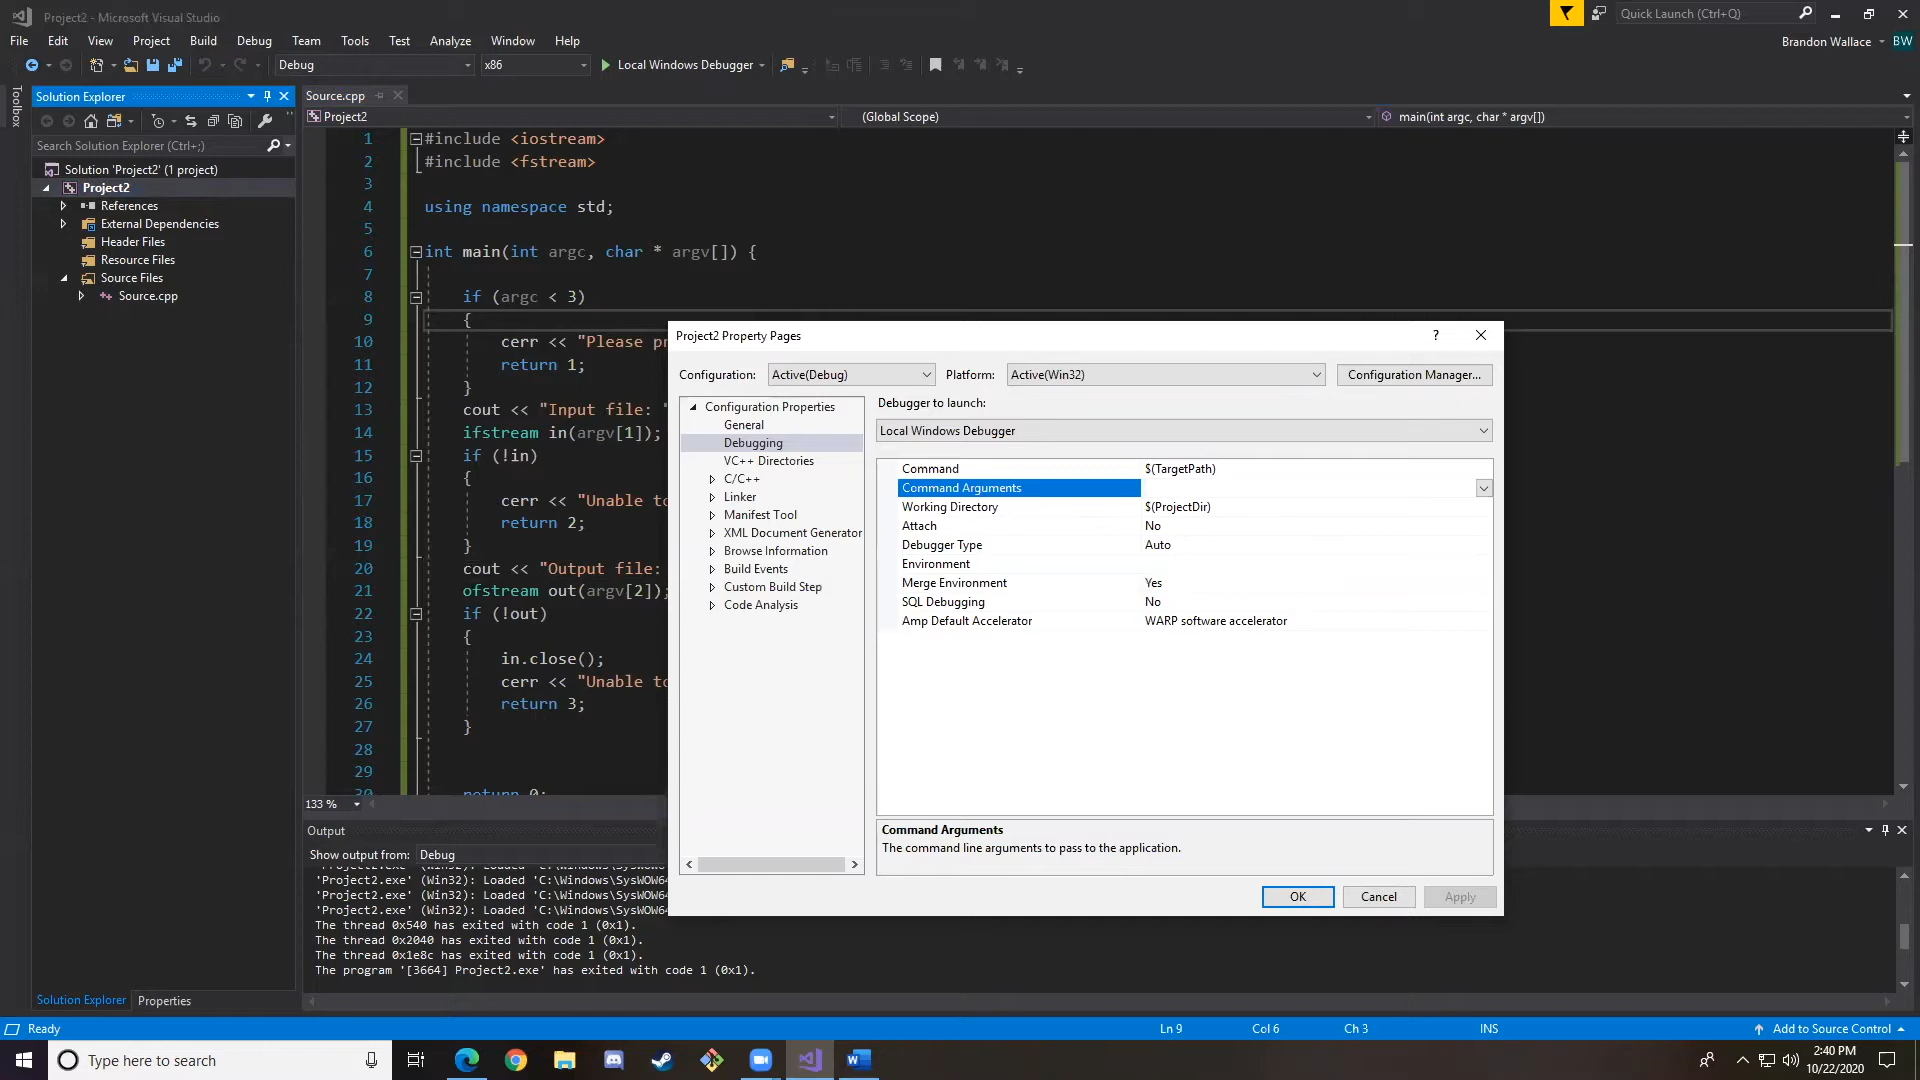 Project2 - Microsoft Visual Studio
Quick Launch (Ctrl+Q)
File Edit View Project Build Debug Team Tools Test Analyze Window Help
Brandon Wallace BW
Debug x86 Local Windows Debugger
Toolbox
Solution Explorer
Search Solution Explorer (Ctrl+;)
Solution 'Project2' (1 project)
Project2
References
External Dependencies
Header Files
Resource Files
Source Files
Source.cpp
Solution Explorer Properties
Source.cpp
Project2 (Global Scope) main(int argc, char * argv[])
1 #include <iostream>
2 #include <fstream>
3
4 using namespace std;
5
6 int main(int argc, char * argv[]) {
7
8 if (argc < 3)
9 {
10 cerr << "Please pr
11 return 1;
12 }
13 cout << "Input file: "
14 ifstream in(argv[1]);
15 if (!in)
16 {
17 cerr << "Unable to
18 return 2;
19 }
20 cout << "Output file:
21 ofstream out(argv[2]);
22 if (!out)
23 {
24 in.close();
25 cerr << "Unable to
26 return 3;
27 }
28
29
30 return 0;
133 %
Project2 Property Pages
?
Configuration: Active(Debug) Platform: Active(Win32) Configuration Manager...
Configuration Properties
General
Debugging
VC++ Directories
C/C++
Linker
Manifest Tool
XML Document Generator
Browse Information
Build Events
Custom Build Step
Code Analysis
Debugger to launch:
Local Windows Debugger
Command $(TargetPath)
Command Arguments
Working Directory $(ProjectDir)
Attach No
Debugger Type Auto
Environment
Merge Environment Yes
SQL Debugging No
Amp Default Accelerator WARP software accelerator
Command Arguments
The command line arguments to pass to the application.
OK Cancel Apply
Output
Show output from: Debug
'Project2.exe' (Win32): Loaded 'C:\Windows\SysWOW64
'Project2.exe' (Win32): Loaded 'C:\Windows\SysWOW64
'Project2.exe' (Win32): Loaded 'C:\Windows\SysWOW64
'Project2.exe' (Win32): Loaded 'C:\Windows\SysWOW64
The thread 0x540 has exited with code 1 (0x1).
The thread 0x2040 has exited with code 1 (0x1).
The thread 0x1e8c has exited with code 1 (0x1).
The program '[3664] Project2.exe' has exited with code 1 (0x1).
Ready Ln 9 Col 6 Ch 3 INS Add to Source Control
Type here to search
2:40 PM
10/22/2020